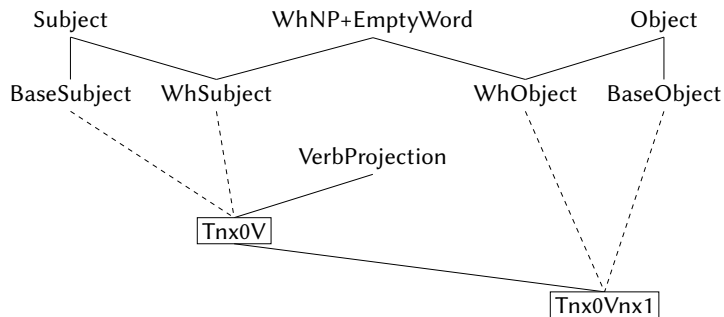 Subject WhNP+EmptyWord Object
BaseSubject WhSubject WhObject BaseObject
VerbProjection
Tnx0V
Tnx0Vnx1